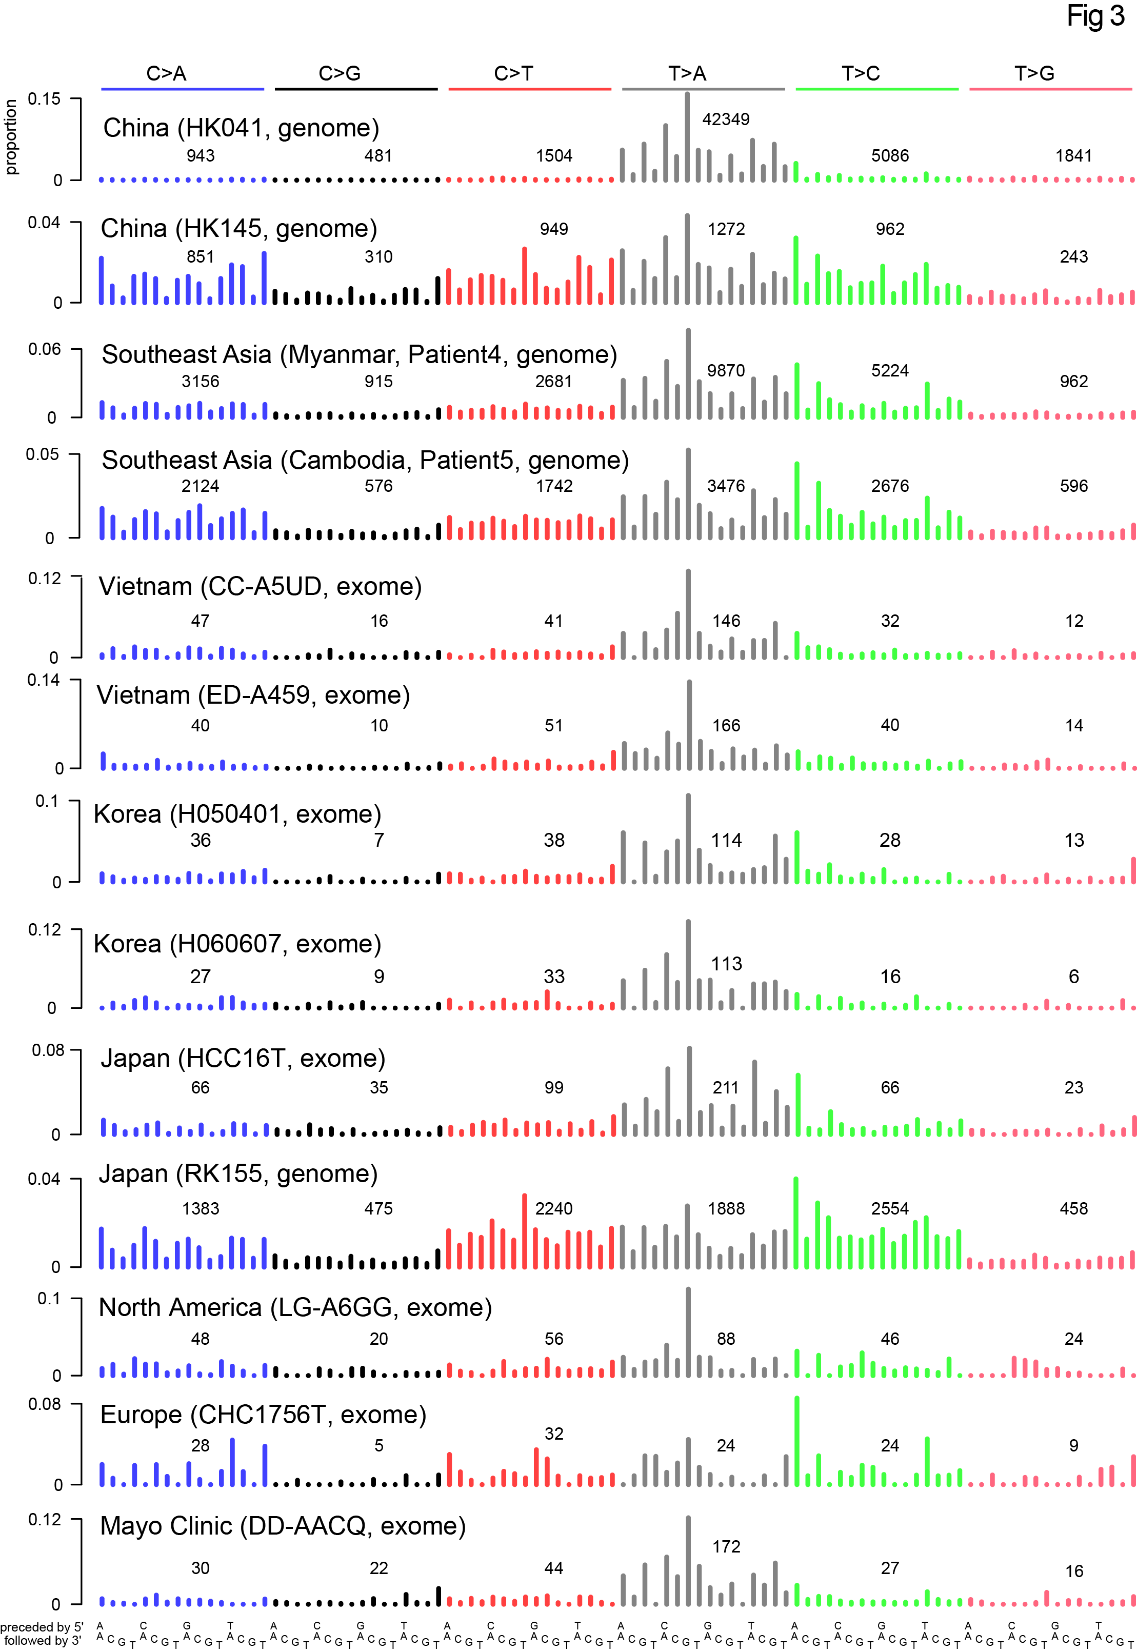 Fig 3
C>A C>G C>T T>A T>C T>G
proportion
0.15
0
China (HK041, genome)
943 481 1504 42349 5086 1841
0.04
0
China (HK145, genome)
851 310 949 1272 962 243
0.06
0
Southeast Asia (Myanmar, Patient4, genome)
3156 915 2681 9870 5224 962
0.05
0
Southeast Asia (Cambodia, Patient5, genome)
2124 576 1742 3476 2676 596
0.12
0
Vietnam (CC-A5UD, exome)
47 16 41 146 32 12
0.14
0
Vietnam (ED-A459, exome)
40 10 51 166 40 14
0.1
0
Korea (H050401, exome)
36 7 38 114 28 13
0.12
0
Korea (H060607, exome)
27 9 33 113 16 6
0.08
0
Japan (HCC16T, exome)
66 35 99 211 66 23
0.04
0
Japan (RK155, genome)
1383 475 2240 1888 2554 458
0.1
0
North America (LG-A6GG, exome)
48 20 56 88 46 24
0.08
0
Europe (CHC1756T, exome)
28 5 32 24 24 9
0.12
0
Mayo Clinic (DD-AACQ, exome)
30 22 44 172 27 16
preceded by 5' A C G T A C G T A C G T A C G T A C G T A C G T
followed by 3' A C G T A C G T A C G T A C G T A C G T A C G T A C G T A C G T A C G T A C G T A C G T A C G T A C G T A C G T A C G T A C G T A C G T A C G T A C G T A C G T A C G T A C G T A C G T A C G T